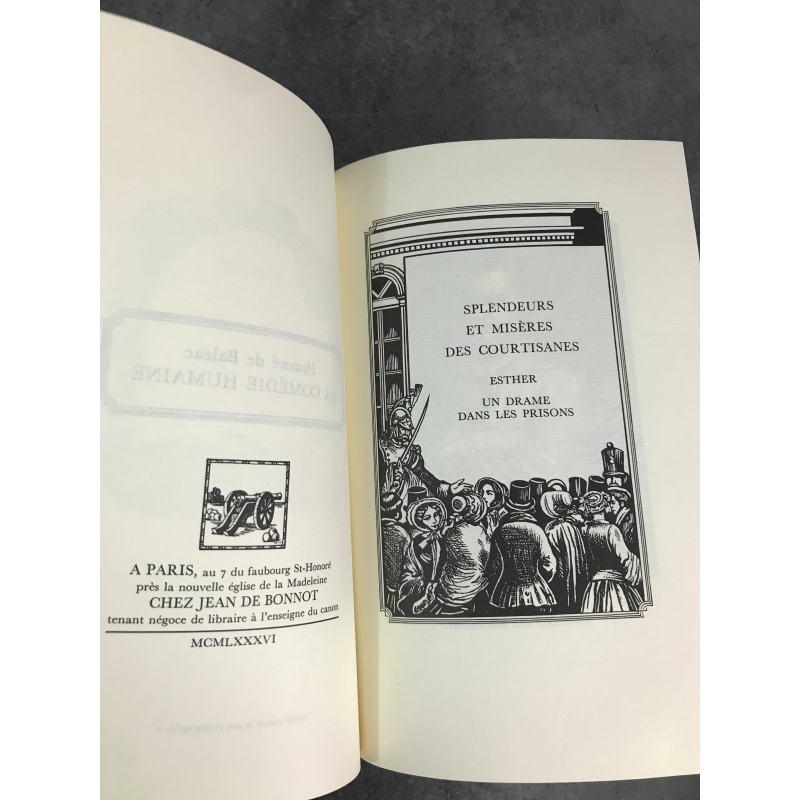 Honoré de Balzac
LA COMÉDIE HUMAINE
A PARIS, au 7 du faubourg St-Honoré
près la nouvelle église de la Madeleine
CHEZ JEAN DE BONNOT
tenant négoce de libraire à l'enseigne du canon
MCMLXXXVI
SPLENDEURS
ET MISÈRES
DES COURTISANES
ESTHER
UN DRAME
DANS LES PRISONS